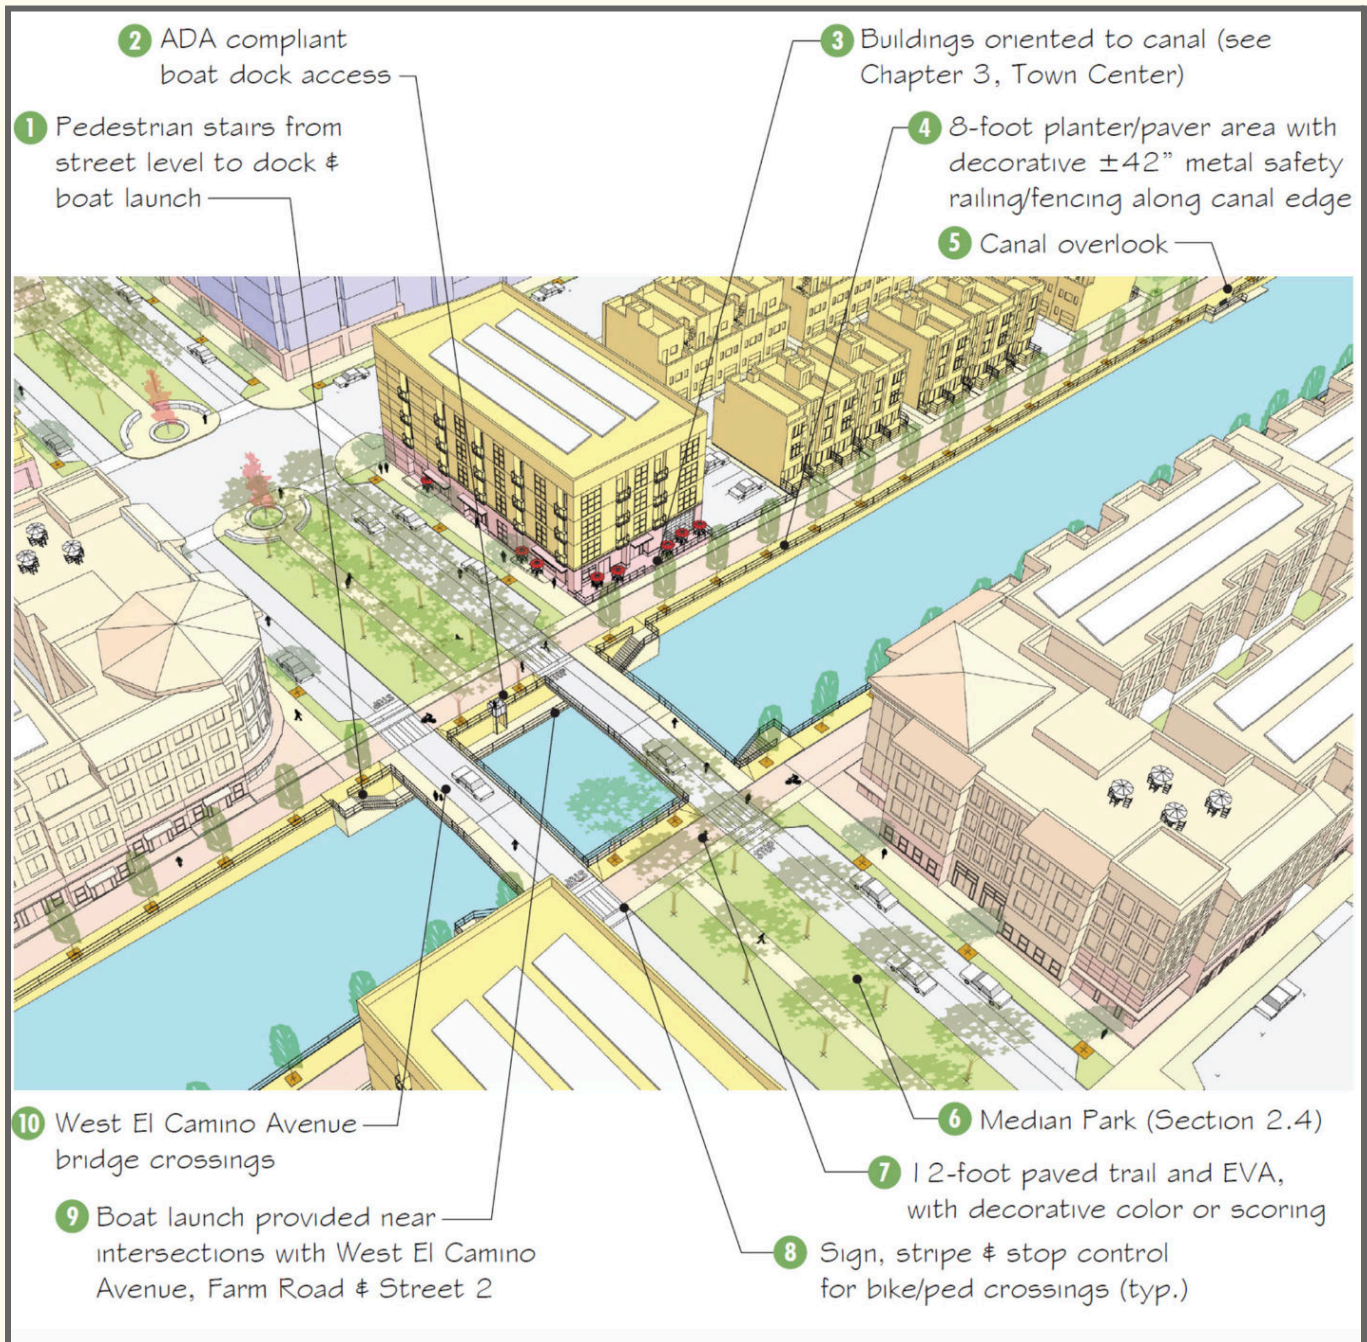 2 ADA compliant
boat dock access
1 Pedestrian stairs from
street level to dock &
boat launch
3 Buildings oriented to canal (see
Chapter 3, Town Center)
4 8-foot planter/paver area with
decorative ±42” metal safety
railing/fencing along canal edge
5 Canal overlook
STOP
STOP
STOP
STOP
10 West El Camino Avenue
bridge crossings
9 Boat launch provided near
intersections with West El Camino
Avenue, Farm Road & Street 2
6 Median Park (Section 2.4)
7 12-foot paved trail and EVA,
with decorative color or scoring
8 Sign, stripe & stop control
for bike/ped crossings (typ.)